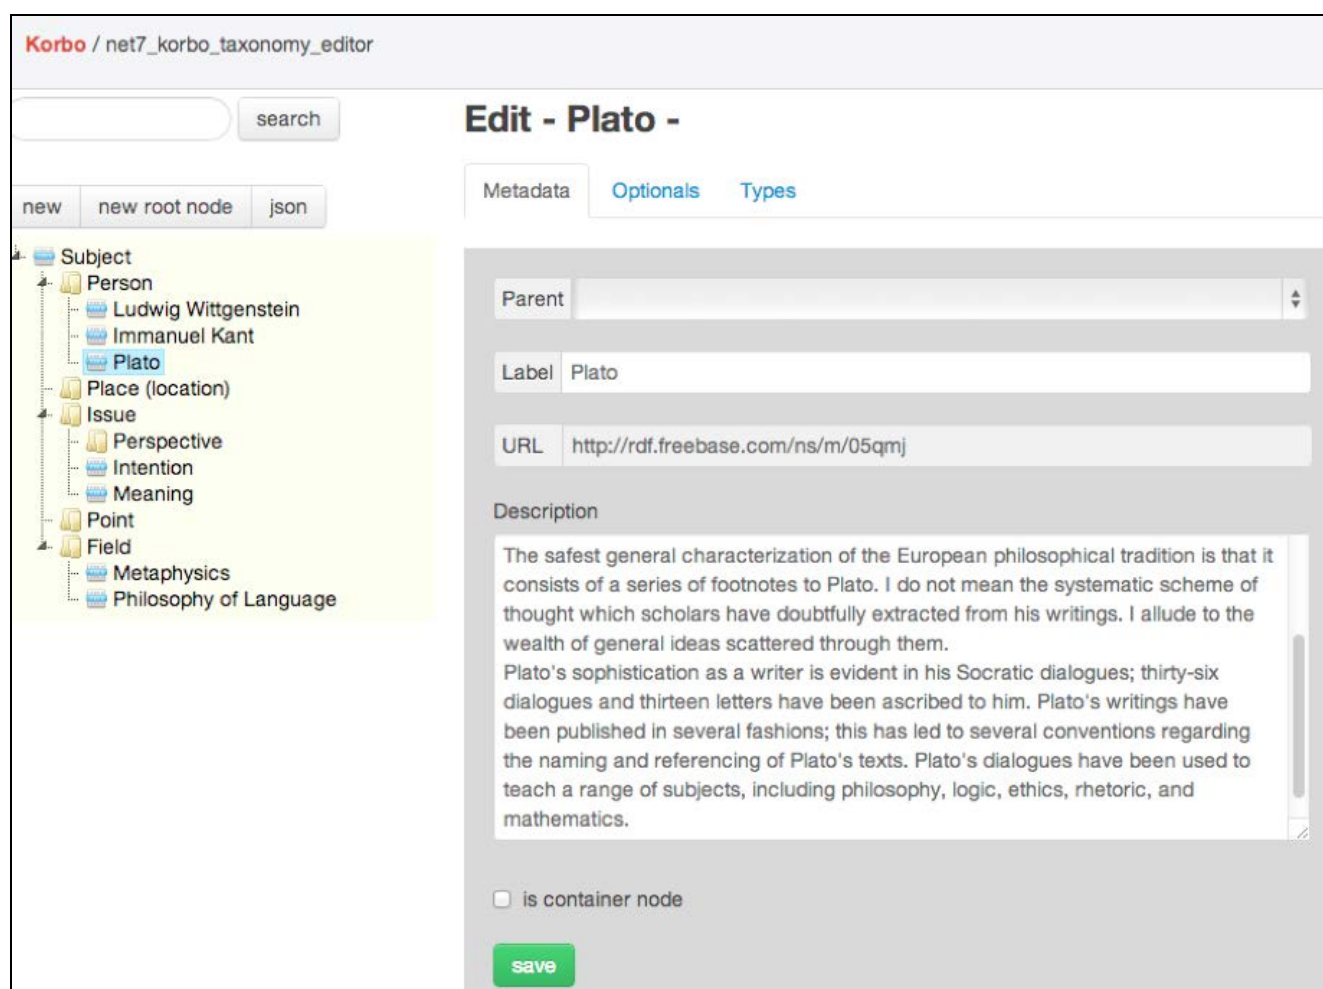 Korbo / net7_korbo_taxonomy_editor
search
new new root node json
Subject
Person
Ludwig Wittgenstein
Immanuel Kant
Plato
Place (location)
Issue
Perspective
Intention
Meaning
Point
Field
Metaphysics
Philosophy of Language
Edit - Plato -
Metadata Optionals Types
Parent
Label Plato
URL http://rdf.freebase.com/ns/m/05qmj
Description
The safest general characterization of the European philosophical tradition is that it
consists of a series of footnotes to Plato. I do not mean the systematic scheme of
thought which scholars have doubtfully extracted from his writings. I allude to the
wealth of general ideas scattered through them.
Plato's sophistication as a writer is evident in his Socratic dialogues; thirty-six
dialogues and thirteen letters have been ascribed to him. Plato's writings have
been published in several fashions; this has led to several conventions regarding
the naming and referencing of Plato's texts. Plato's dialogues have been used to
teach a range of subjects, including philosophy, logic, ethics, rhetoric, and
mathematics.
is container node
save